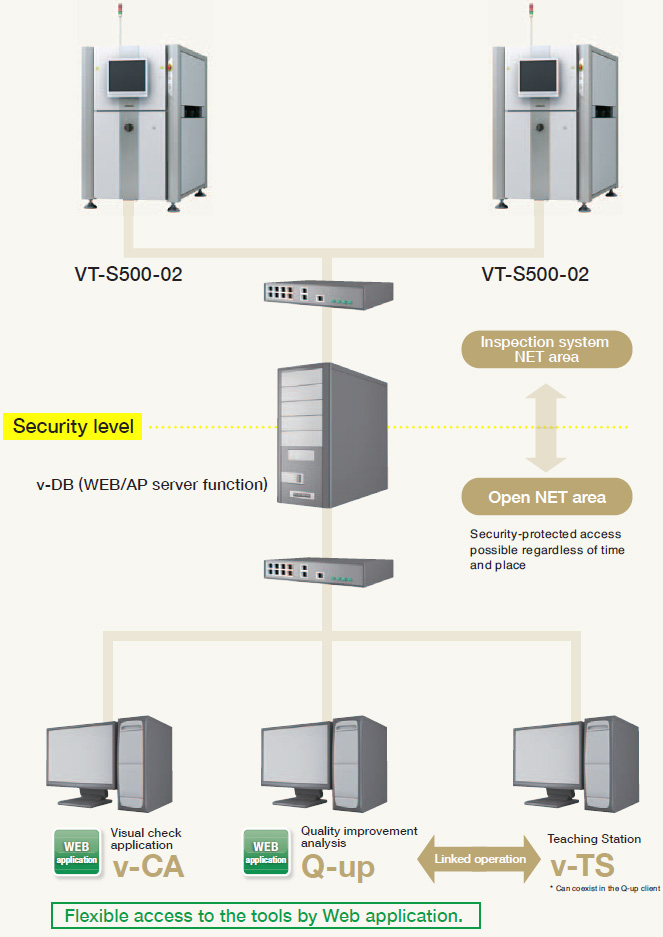 VT-S500-02
VT-S500-02
Inspection system
NET area
Security level
v-DB (WEB/AP server function)
Open NET area
Security-protected access
possible regardless of time
and place
WEB
application
Visual check
application
v-CA
WEB
application
Quality improvement
analysis
Q-up
Linked operation
Teaching Station
v-TS
* Can coexist in the Q-up client
Flexible access to the tools by Web application.